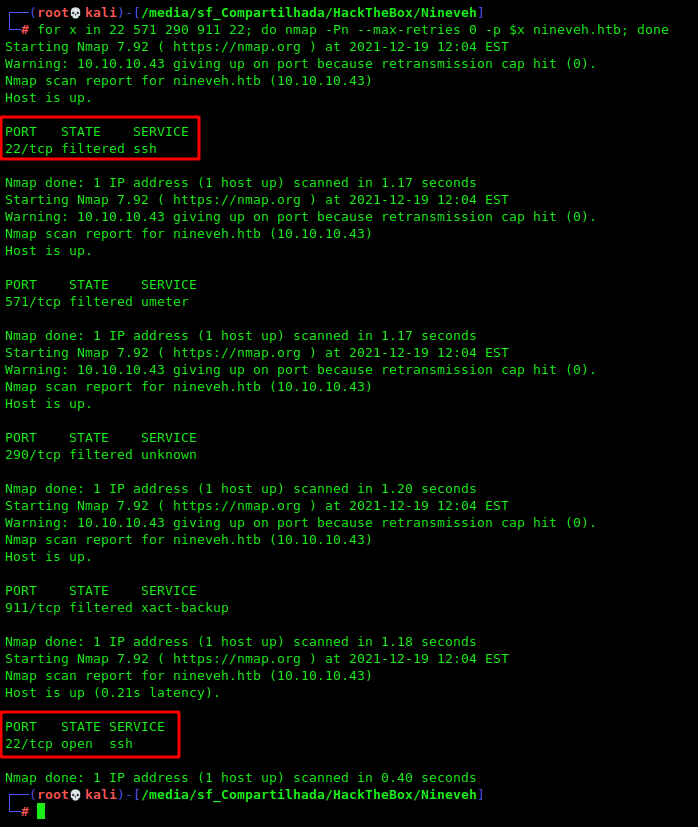 ┌──(root💀kali)-[/media/sf_Compartilhada/HackTheBox/Nineveh]
└─# for x in 22 571 290 911 22; do nmap -Pn --max-retries 0 -p $x nineveh.htb; done
Starting Nmap 7.92 ( https://nmap.org ) at 2021-12-19 12:04 EST
Warning: 10.10.10.43 giving up on port because retransmission cap hit (0).
Nmap scan report for nineveh.htb (10.10.10.43)
Host is up.
PORT   STATE    SERVICE
22/tcp filtered ssh
Nmap done: 1 IP address (1 host up) scanned in 1.17 seconds
Starting Nmap 7.92 ( https://nmap.org ) at 2021-12-19 12:04 EST
Warning: 10.10.10.43 giving up on port because retransmission cap hit (0).
Nmap scan report for nineveh.htb (10.10.10.43)
Host is up.
PORT    STATE    SERVICE
571/tcp filtered umeter
Nmap done: 1 IP address (1 host up) scanned in 1.17 seconds
Starting Nmap 7.92 ( https://nmap.org ) at 2021-12-19 12:04 EST
Warning: 10.10.10.43 giving up on port because retransmission cap hit (0).
Nmap scan report for nineveh.htb (10.10.10.43)
Host is up.
PORT    STATE    SERVICE
290/tcp filtered unknown
Nmap done: 1 IP address (1 host up) scanned in 1.20 seconds
Starting Nmap 7.92 ( https://nmap.org ) at 2021-12-19 12:04 EST
Warning: 10.10.10.43 giving up on port because retransmission cap hit (0).
Nmap scan report for nineveh.htb (10.10.10.43)
Host is up.
PORT    STATE    SERVICE
911/tcp filtered xact-backup
Nmap done: 1 IP address (1 host up) scanned in 1.18 seconds
Starting Nmap 7.92 ( https://nmap.org ) at 2021-12-19 12:04 EST
Nmap scan report for nineveh.htb (10.10.10.43)
Host is up (0.21s latency).
PORT   STATE SERVICE
22/tcp open  ssh
Nmap done: 1 IP address (1 host up) scanned in 0.40 seconds
┌──(root💀kali)-[/media/sf_Compartilhada/HackTheBox/Nineveh]
└─#